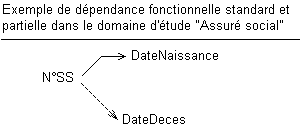 Exemple de dépendance fonctionnelle standard et
partielle dans le domaine d'étude "Assuré social"
DateNaissance
N°SS
DateDeces